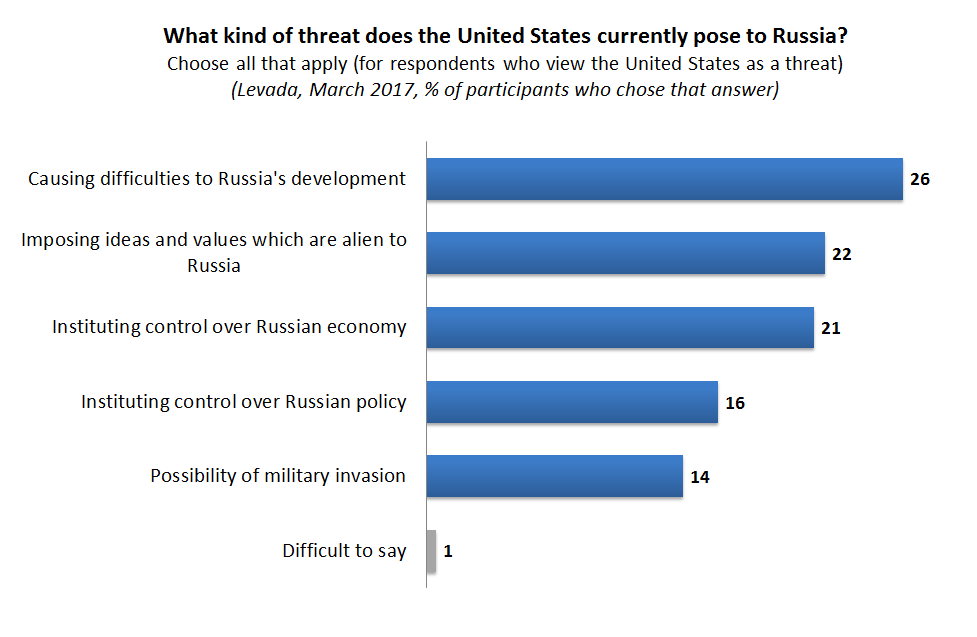 What kind of threat does the United States currently pose to Russia?
Choose all that apply (for respondents who view the United States as a threat)
(Levada, March 2017, % of participants who chose that answer)
Causing difficulties to Russia's development 26
Imposing ideas and values which are alien to
Russia 22
Instituting control over Russian economy 21
Instituting control over Russian policy 16
Possibility of military invasion 14
Difficult to say 1